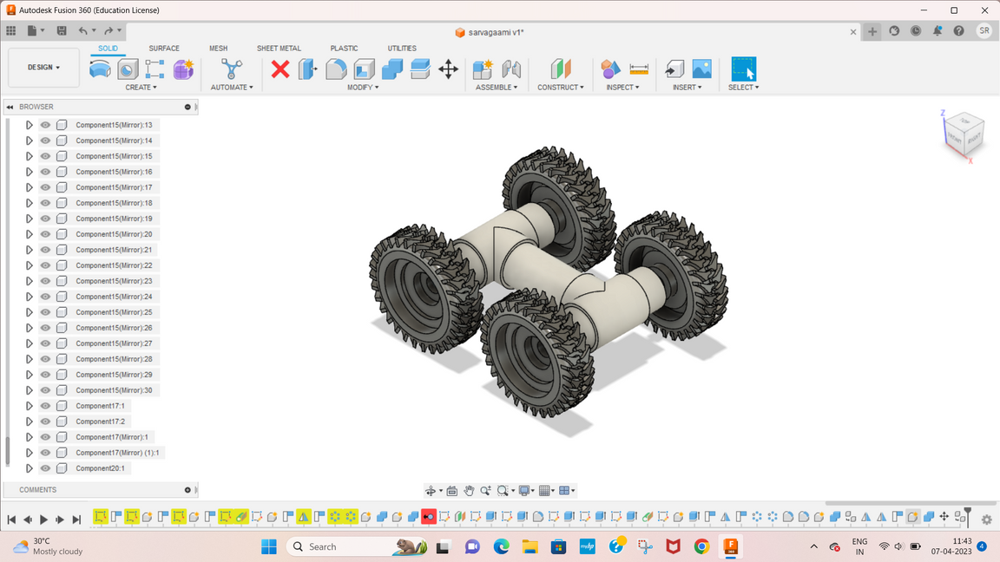 Autodesk Fusion 360 (Education License)
sarvagaami v1*
SR
SOLID SURFACE MESH SHEET METAL PLASTIC UTILITIES
DESIGN
CREATE AUTOMATE MODIFY ASSEMBLE CONSTRUCT INSPECT INSERT SELECT
BROWSER
Component15(Mirror):13
Component15(Mirror):14
Component15(Mirror):15
Component15(Mirror):16
Component15(Mirror):17
Component15(Mirror):18
Component15(Mirror):19
Component15(Mirror):20
Component15(Mirror):21
Component15(Mirror):22
Component15(Mirror):23
Component15(Mirror):24
Component15(Mirror):25
Component15(Mirror):26
Component15(Mirror):27
Component15(Mirror):28
Component15(Mirror):29
Component15(Mirror):30
Component17:1
Component17:2
Component17(Mirror):1
Component17(Mirror) (1):1
Component20:1
Z
TOP
FRONT RIGHT
X
COMMENTS
30°C
Mostly cloudy
Search
ENG
IN
11:43
07-04-2023
4